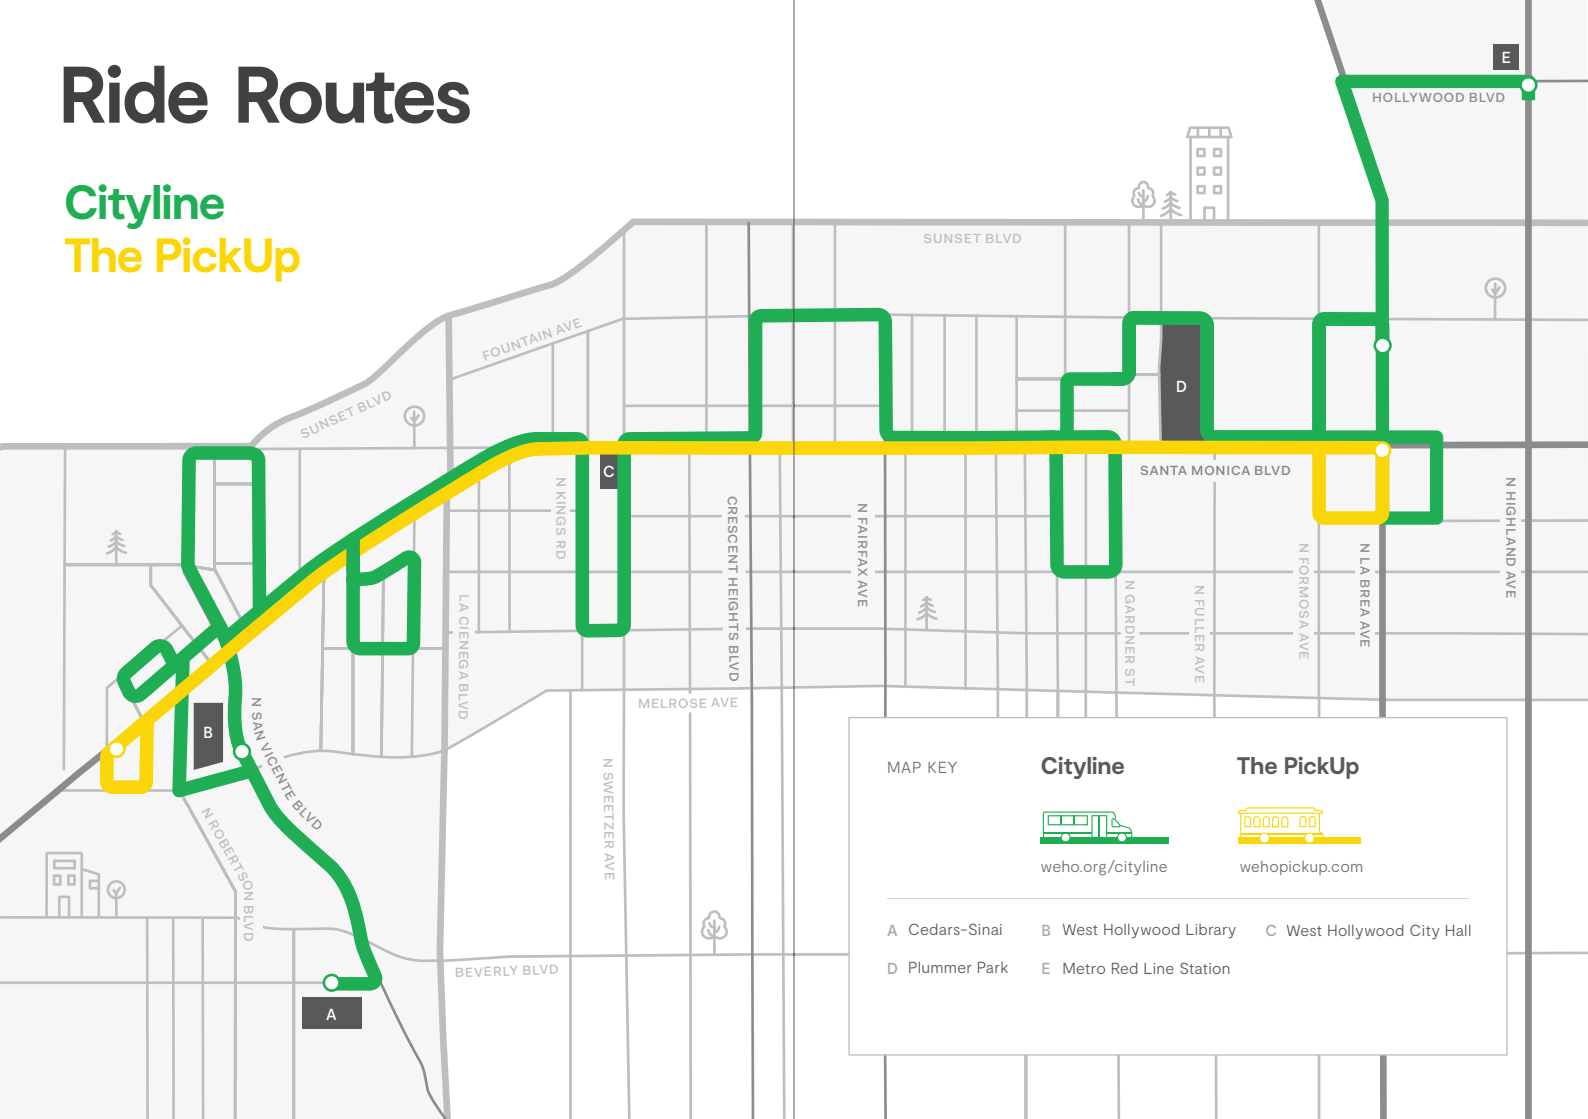 Ride Routes
Cityline
The PickUp
E
HOLLYWOOD BLVD
SUNSET BLVD
FOUNTAIN AVE
SUNSET BLVD
D
C
SANTA MONICA BLVD
N KINGS RD
CRESCENT HEIGHTS BLVD
N FAIRFAX AVE
N HIGHLAND AVE
N LA BREA AVE
N FORMOSA AVE
N FULLER AVE
N GARDNER ST
LA CIENEGA BLVD
MELROSE AVE
B
N SAN VICENTE BLVD
N ROBERTSON BLVD
N SWEETZER AVE
BEVERLY BLVD
A
MAP KEY
Cityline
The PickUp
weho.org/cityline
wehopickup.com
A Cedars-Sinai
B West Hollywood Library
C West Hollywood City Hall
D Plummer Park
E Metro Red Line Station